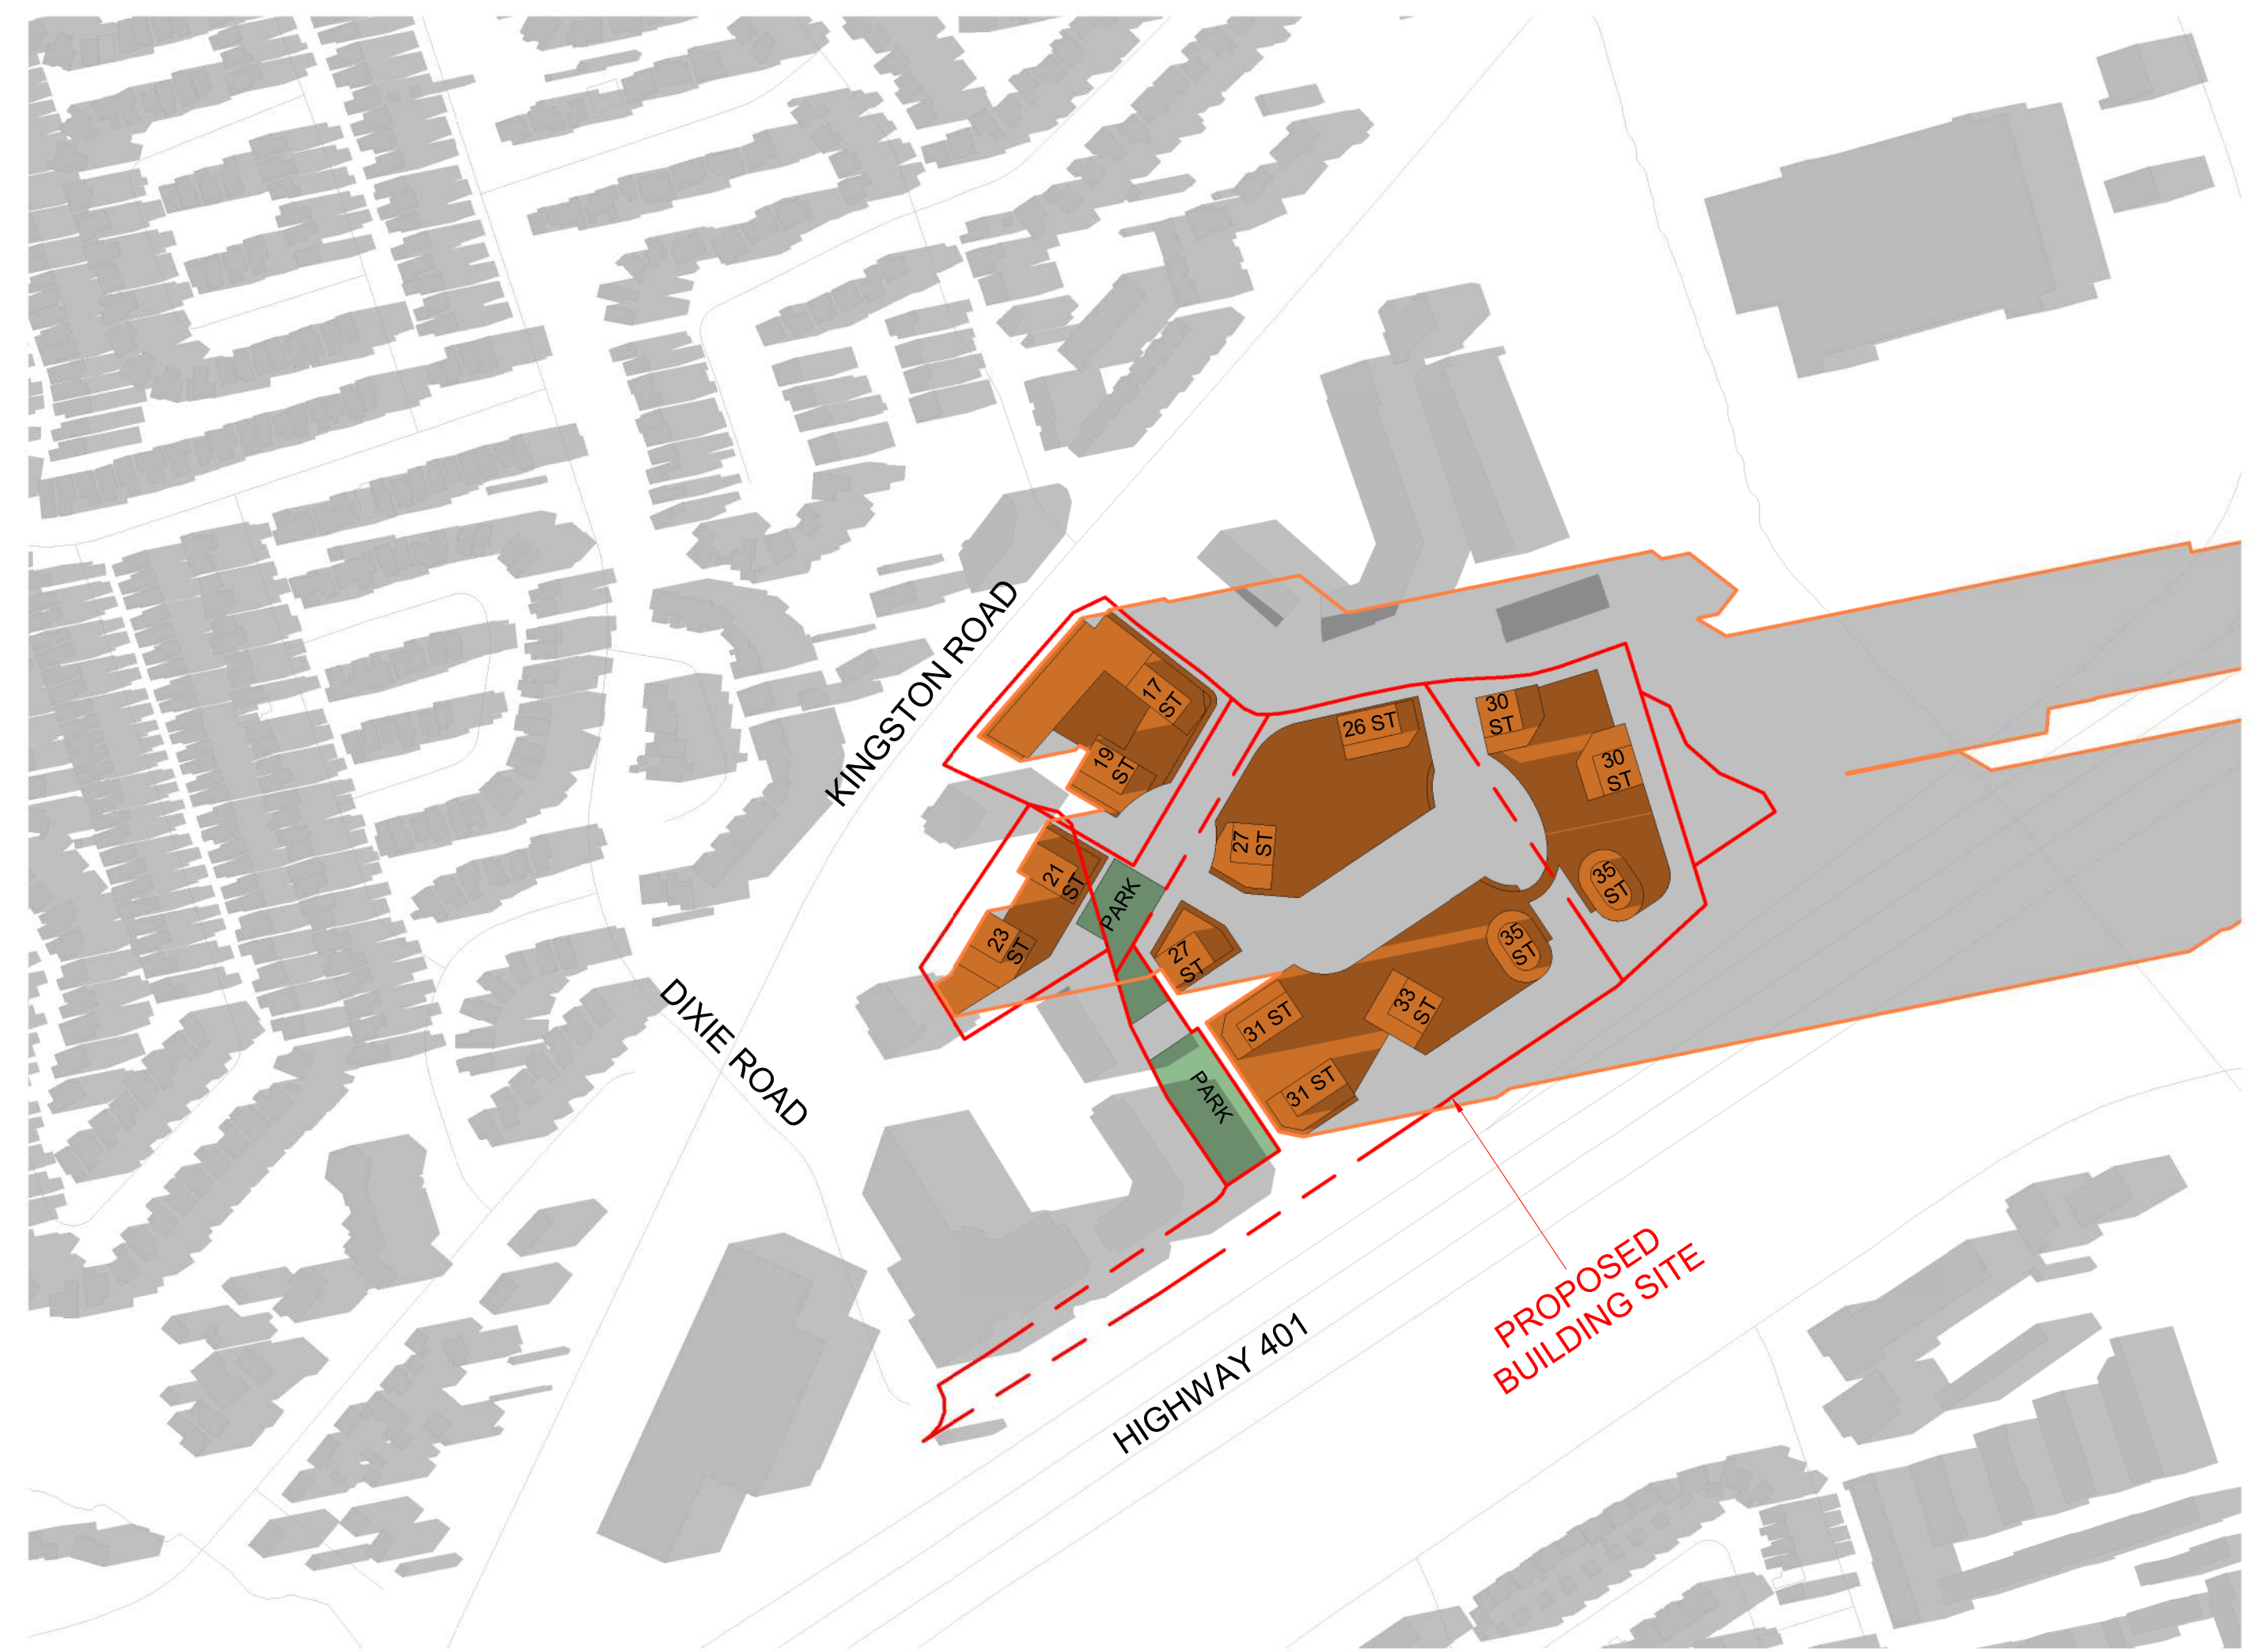 KINGSTON ROAD
17
ST
19
ST
26 ST
30
ST
30
ST
27
ST
21
ST
PARK
35
ST
23
ST
27
ST
35
ST
33
ST
31 ST
31 ST
PARK
DIXIE ROAD
PROPOSED
BUILDING SITE
HIGHWAY 401